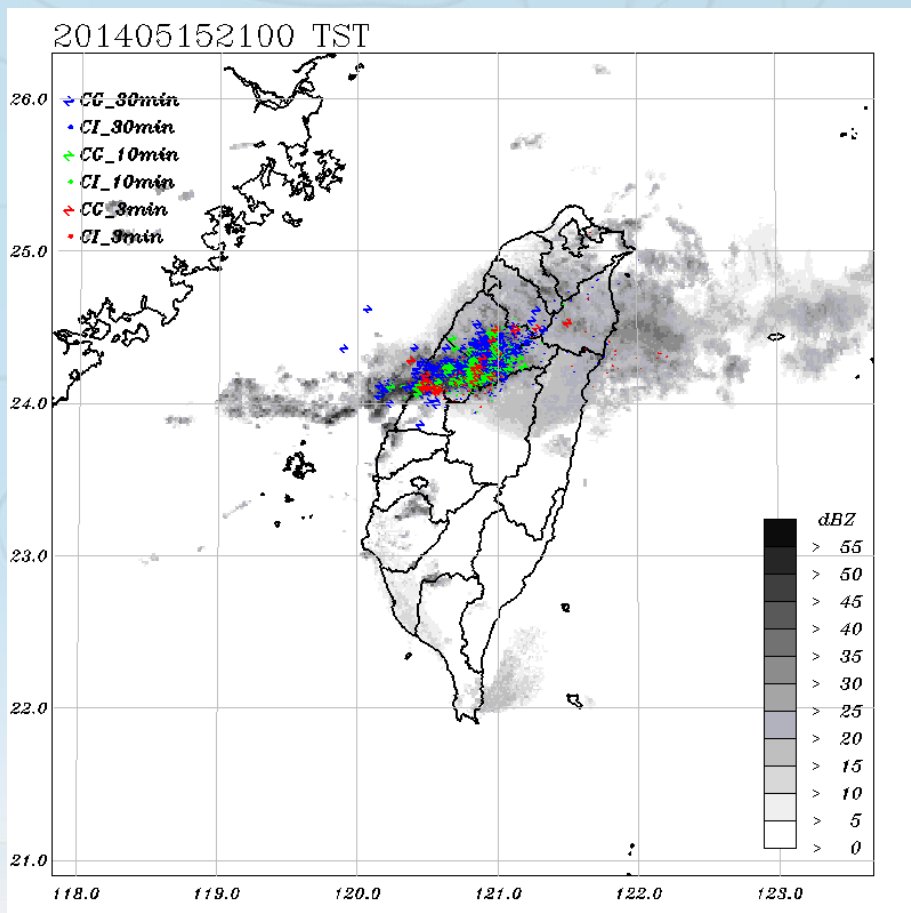 201405152100 TST
26.0
CG_30min
CI_30min
CG_10min
CI_10min
CG_3min
CI_3min
25.0
24.0
23.0
22.0
21.0
dBZ
> 55
> 50
> 45
> 40
> 35
> 30
> 25
> 20
> 15
> 10
> 5
> 0
118.0 119.0 120.0 121.0 122.0 123.0